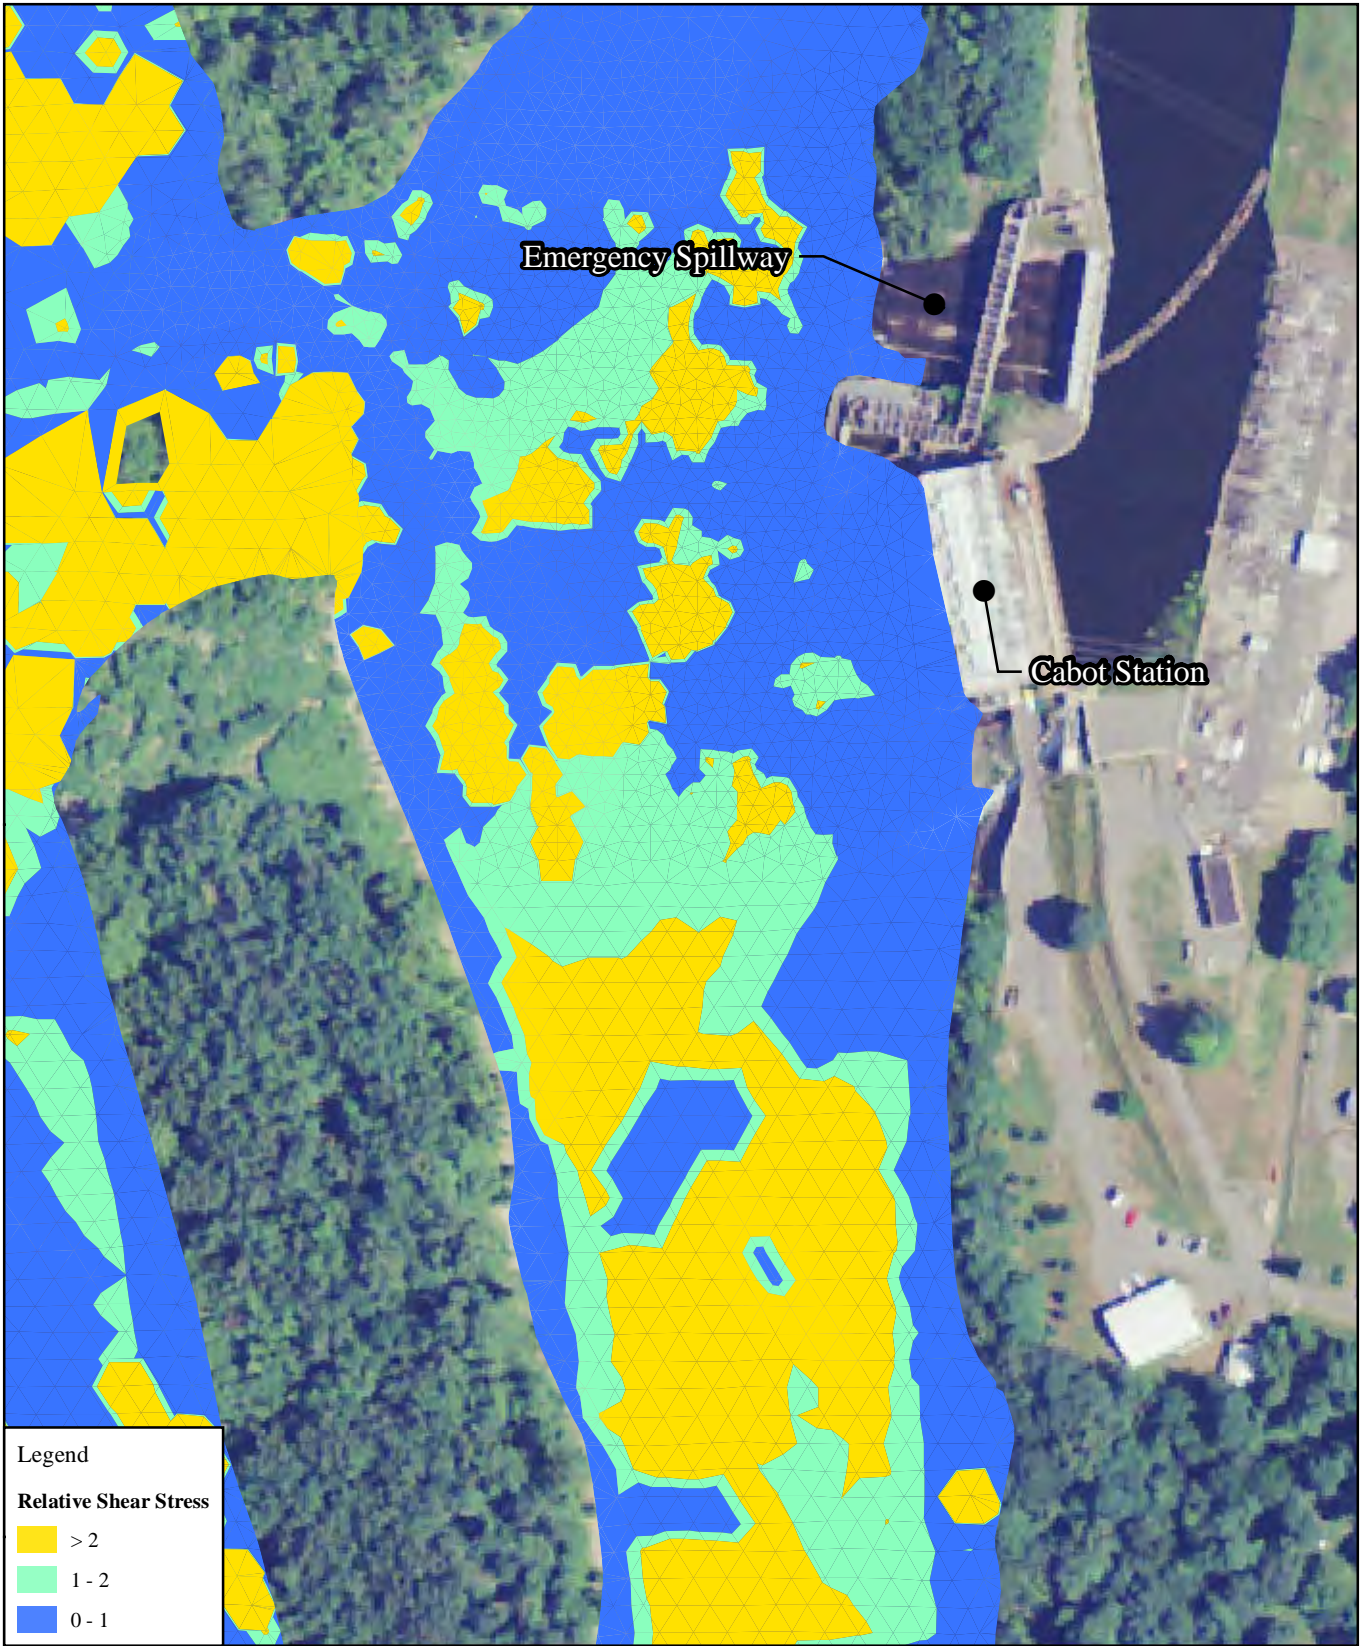 Emergency Spillway
Cabot Station
Legend
Relative Shear Stress
> 2
1 - 2
0 - 1